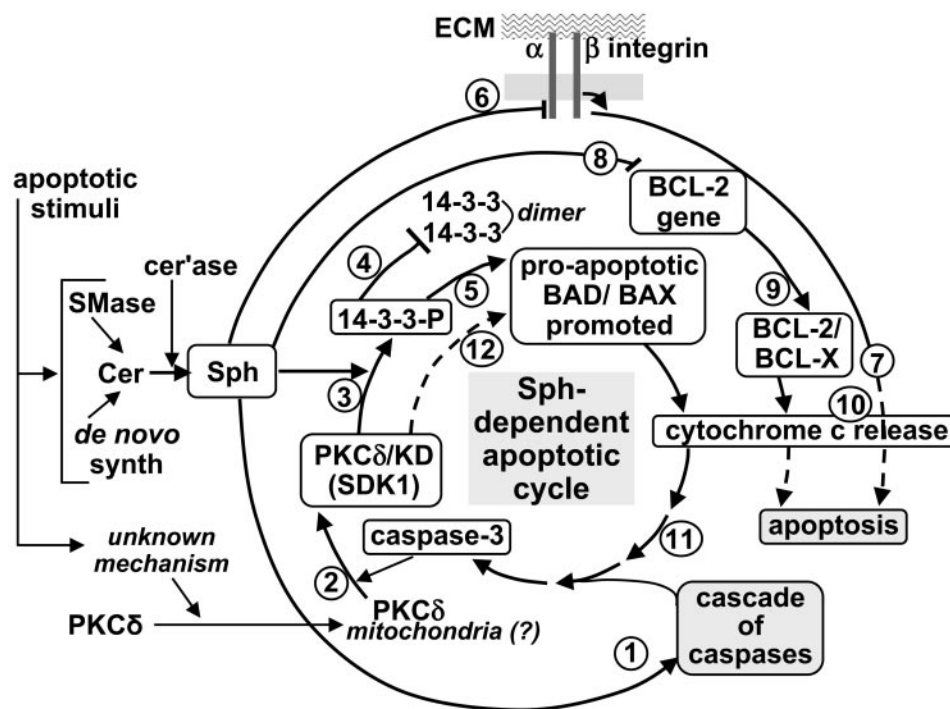 ECM
α
β integrin
6
8
apoptotic
stimuli
14-3-3
14-3-3
dimer
BCL-2
gene
cer'ase
4
SMase
5
pro-apoptotic
BAD/ BAX
promoted
9
14-3-3-P
12
BCL-2/
BCL-X
7
Cer
Sph
3
Sph-
dependent
apoptotic
cycle
10
cytochrome c release
de novo
synth
PKCδ/KD
(SDK1)
apoptosis
unknown
mechanism
caspase-3
11
2
PKCδ
PKCδ
mitochondria (?)
cascade
of
caspases
1